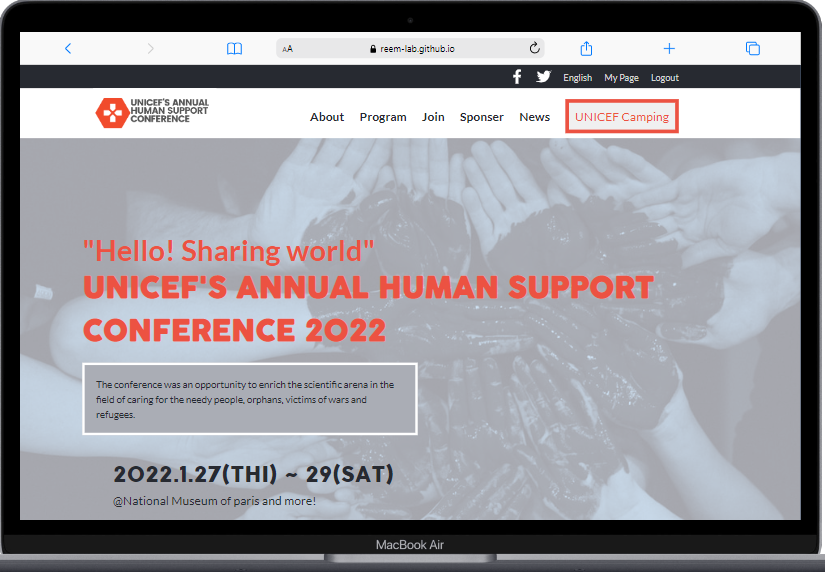 AA
reem-lab.github.io
English My Page Logout
UNICEF'S ANNUAL
HUMAN SUPPORT
CONFERENCE
About Program Join Sponsor News UNICEF Camping
"Hello! Sharing world"
UNICEF'S ANNUAL HUMAN SUPPORT
CONFERENCE 2022
The conference was an opportunity to enrich the scientific arena in the
field of caring for the needy people, orphans, victims of wars and
refugees.
2022.1.27(THI) ~ 29(SAT)
@National Museum of paris and more!
MacBook Air